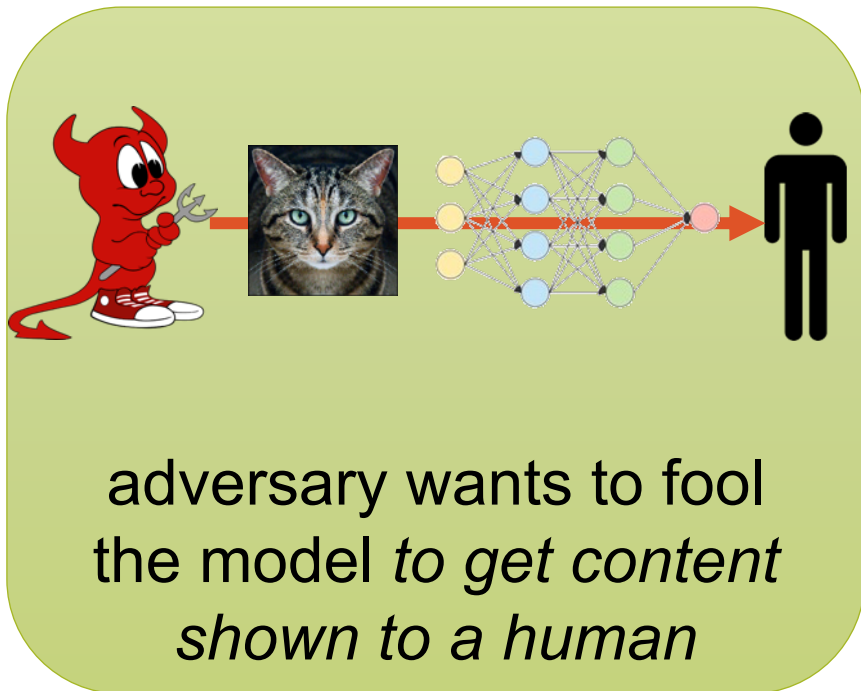 adversary wants to fool
the model to get content
shown to a human